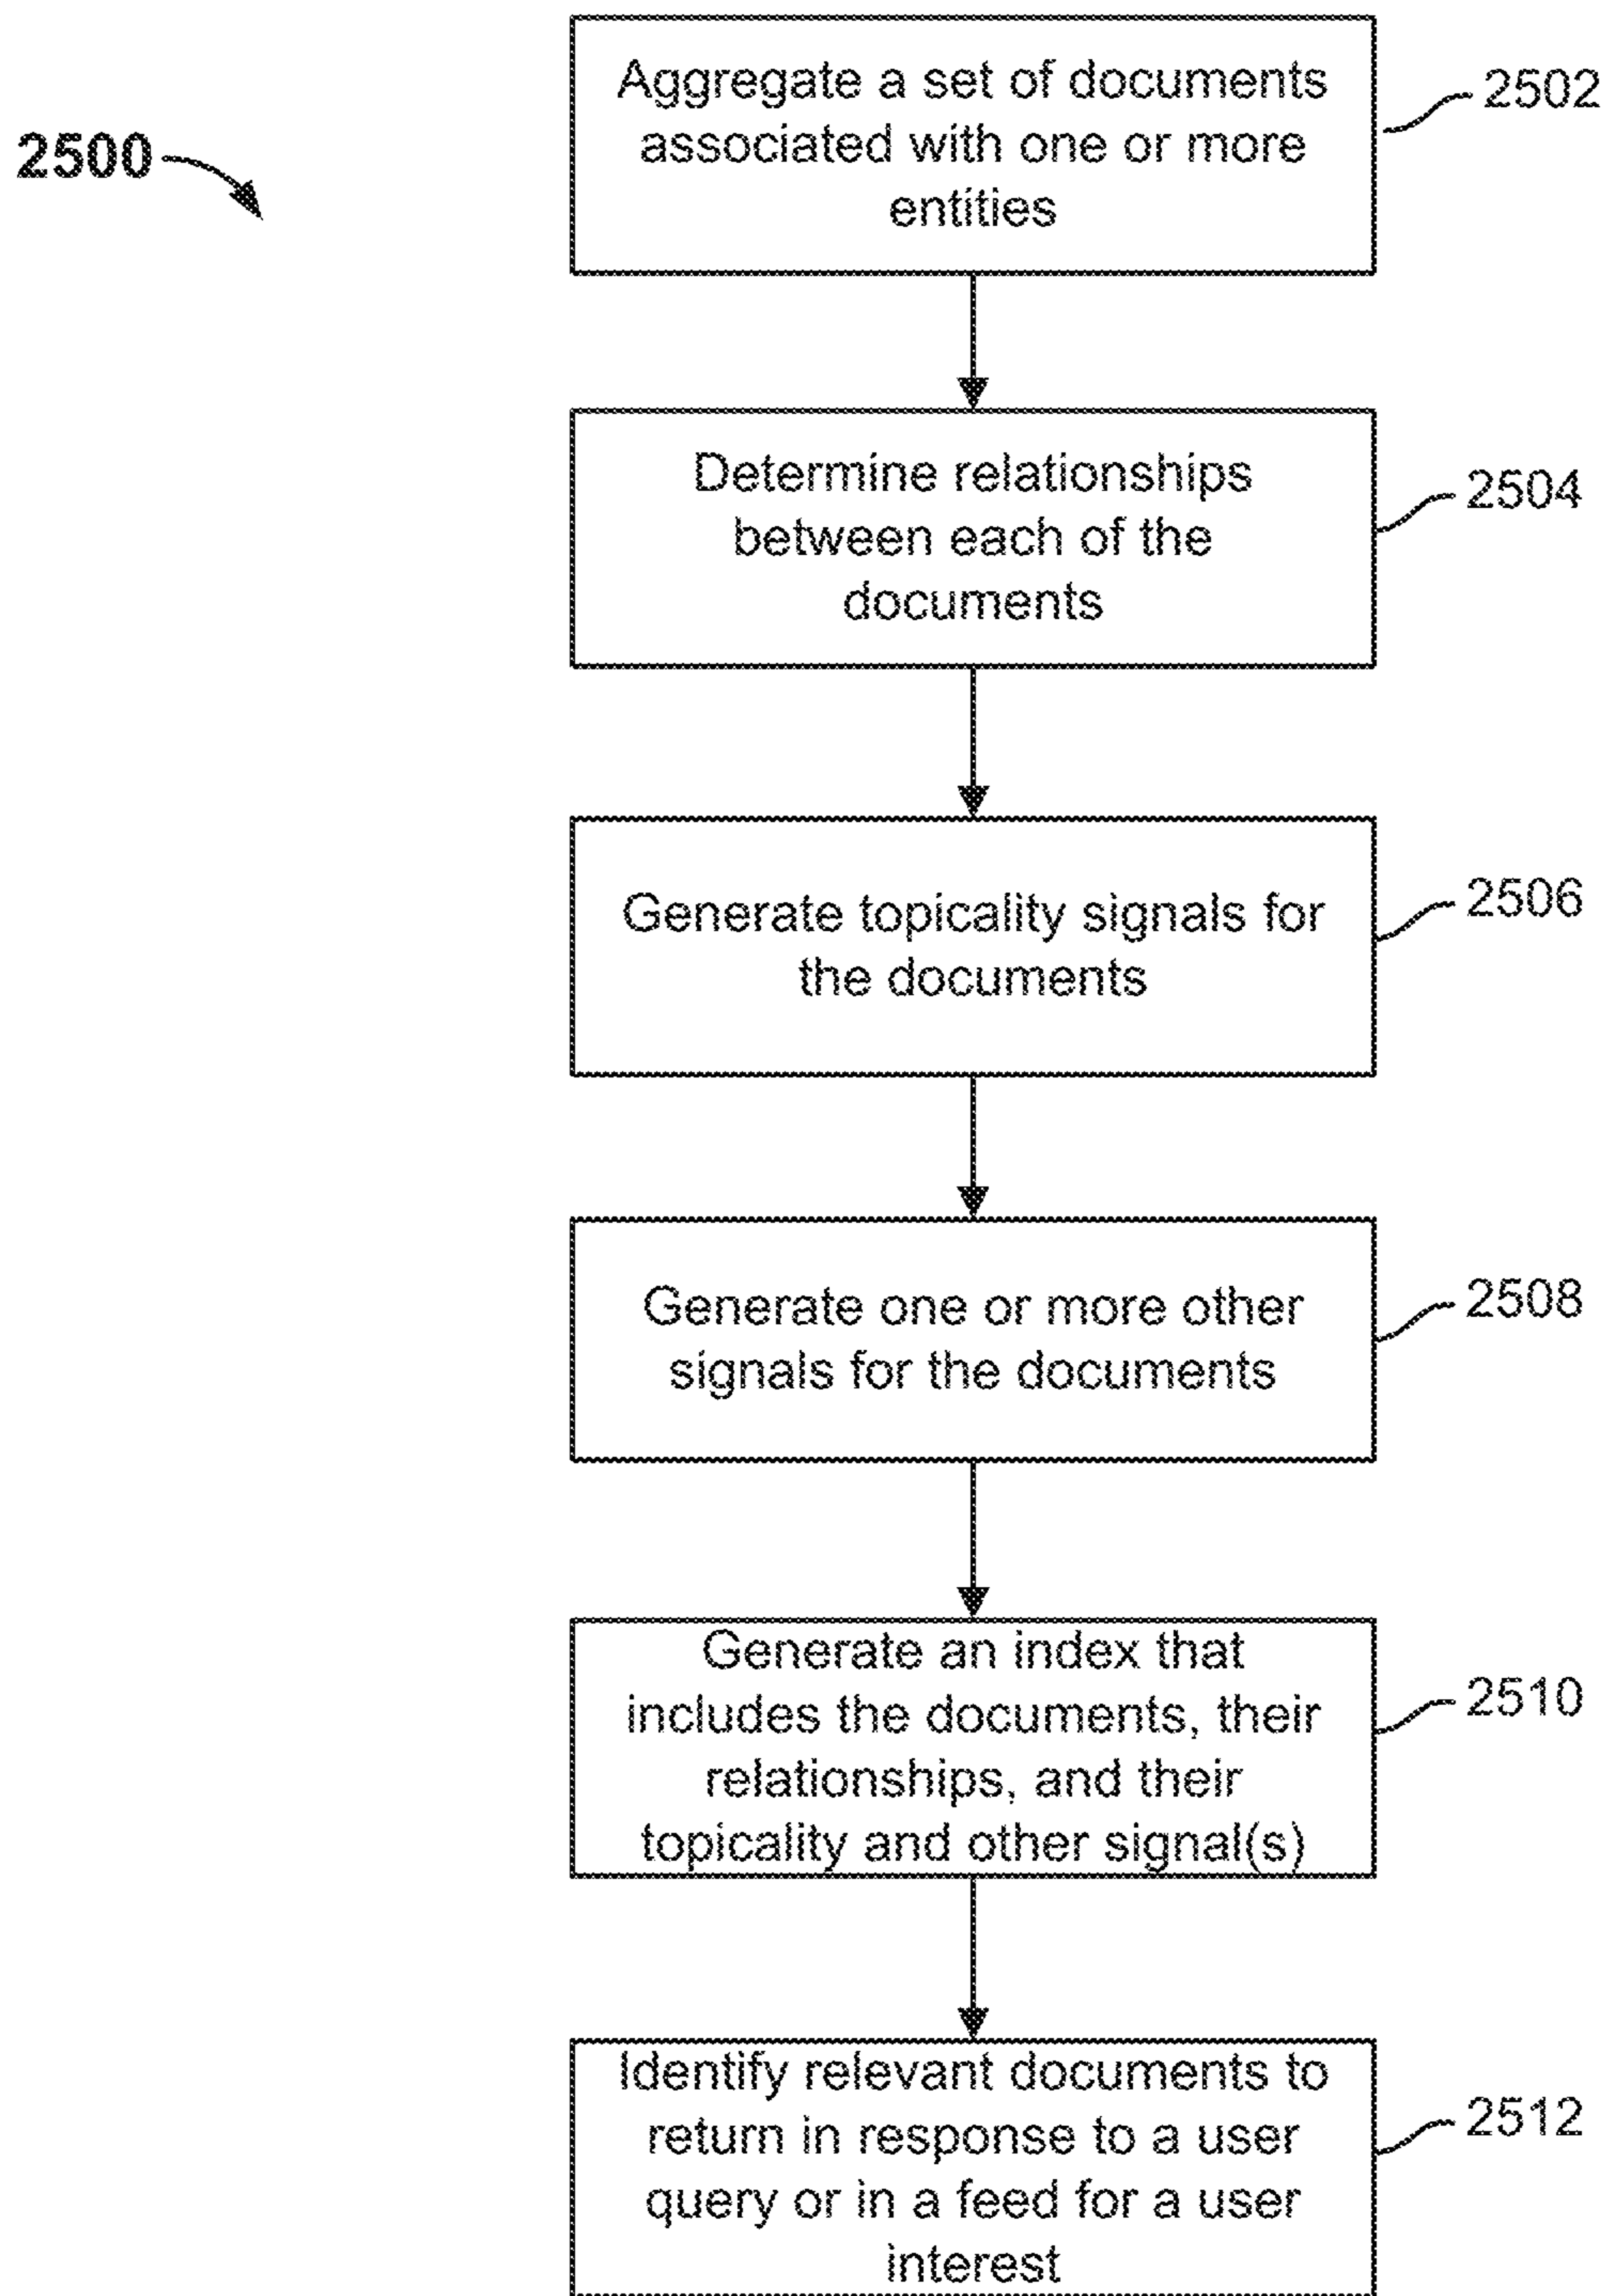 2500
Aggregate a set of documents
associated with one or more
entities
2502
Determine relationships
between each of the
documents
2504
Generate topicality signals for
the documents
2506
Generate one or more other
signals for the documents
2508
Generate an index that
includes the documents, their
relationships, and their
topicality and other signal(s)
2510
Identify relevant documents to
return in response to a user
query or in a feed for a user
interest
2512